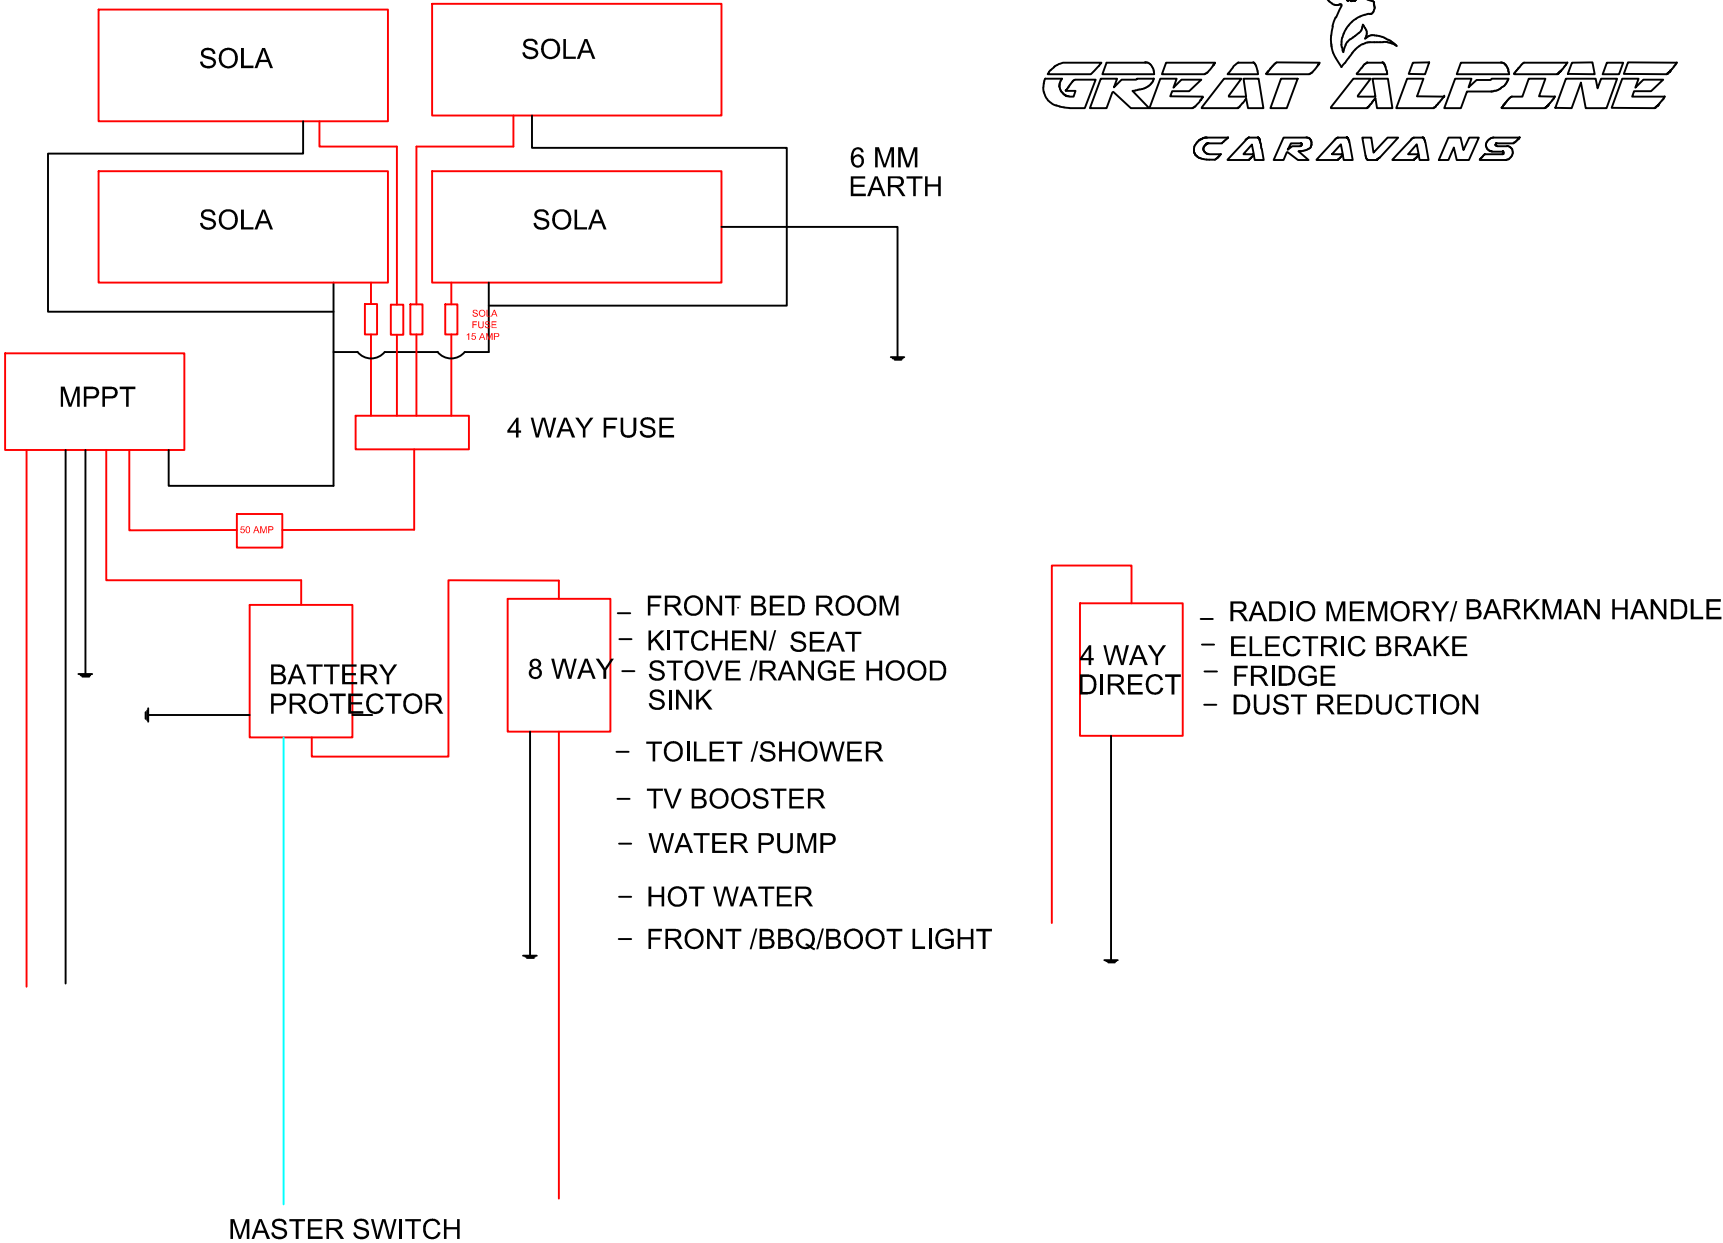 GREAT ALPINE
CARAVANS
SOLA
SOLA
6 MM
EARTH
SOLA
SOLA
SOLA
FUSE
15 AMP
MPPT
4 WAY FUSE
50 AMP
BATTERY
PROTECTOR
8 WAY
FRONT BED ROOM
KITCHEN/ SEAT
STOVE /RANGE HOOD
SINK
TOILET /SHOWER
TV BOOSTER
WATER PUMP
HOT WATER
FRONT /BBQ/BOOT LIGHT
4 WAY
DIRECT
RADIO MEMORY/ BARKMAN HANDLE
ELECTRIC BRAKE
FRIDGE
DUST REDUCTION
MASTER SWITCH